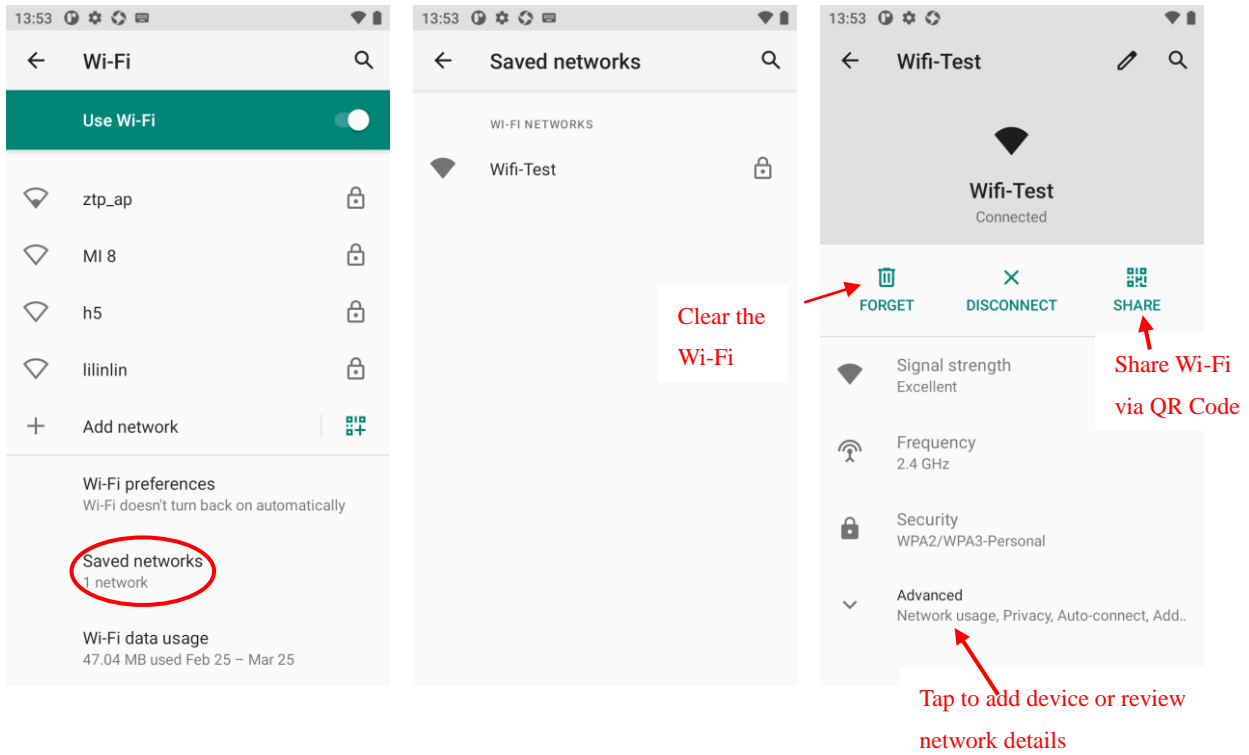 13:53
Wi-Fi
Use Wi-Fi
ztp_ap
MI 8
h5
lilinlin
Add network
Wi-Fi preferences
Wi-Fi doesn't turn back on automatically
Saved networks
1 network
Wi-Fi data usage
47.04 MB used Feb 25 – Mar 25
13:53
Saved networks
WI-FI NETWORKS
Wifi-Test
Clear the
Wi-Fi
13:53
Wifi-Test
Wifi-Test
Connected
FORGET DISCONNECT SHARE
Signal strength
Excellent
Share Wi-Fi
via QR Code
Frequency
2.4 GHz
Security
WPA2/WPA3-Personal
Advanced
Network usage, Privacy, Auto-connect, Add..
Tap to add device or review
network details